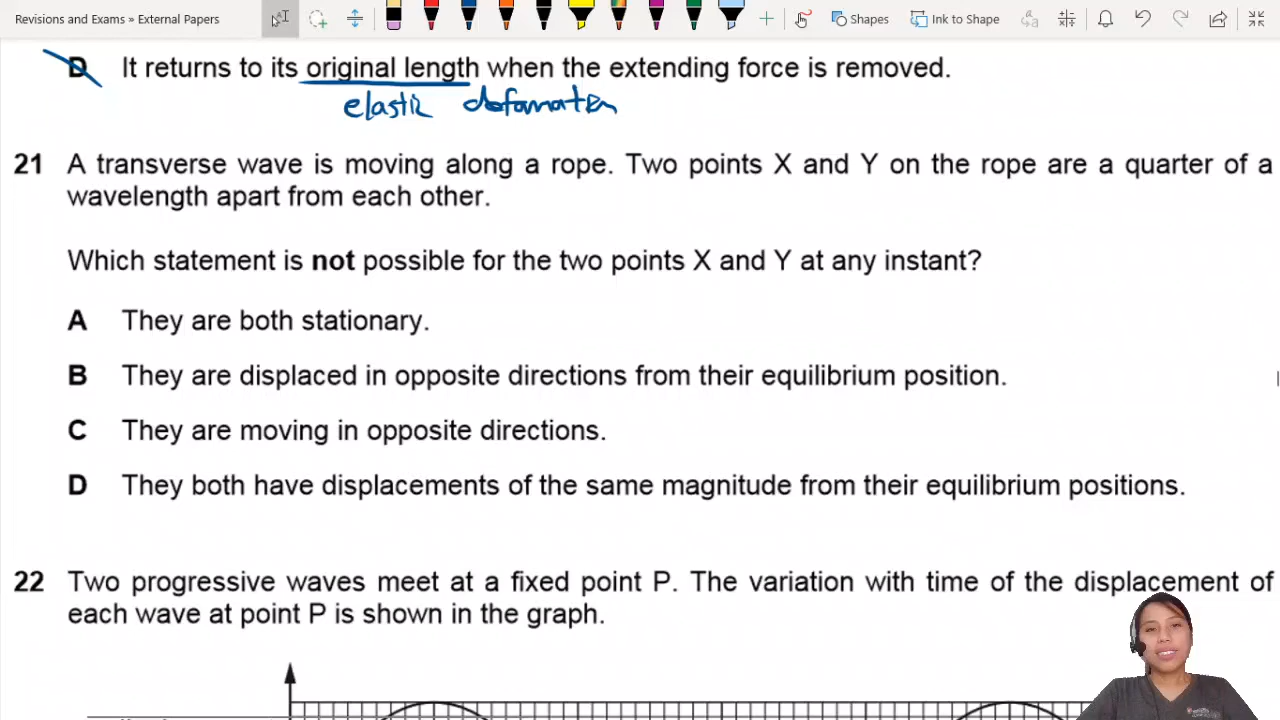 Revisions and Exams » External Papers
Shapes
Ink to Shape
D It returns to its original length when the extending force is removed.
elastic deformation
21 A transverse wave is moving along a rope. Two points X and Y on the rope are a quarter of a
wavelength apart from each other.
Which statement is not possible for the two points X and Y at any instant?
A They are both stationary.
B They are displaced in opposite directions from their equilibrium position.
C They are moving in opposite directions.
D They both have displacements of the same magnitude from their equilibrium positions.
22 Two progressive waves meet at a fixed point P. The variation with time of the displacement of
each wave at point P is shown in the graph.